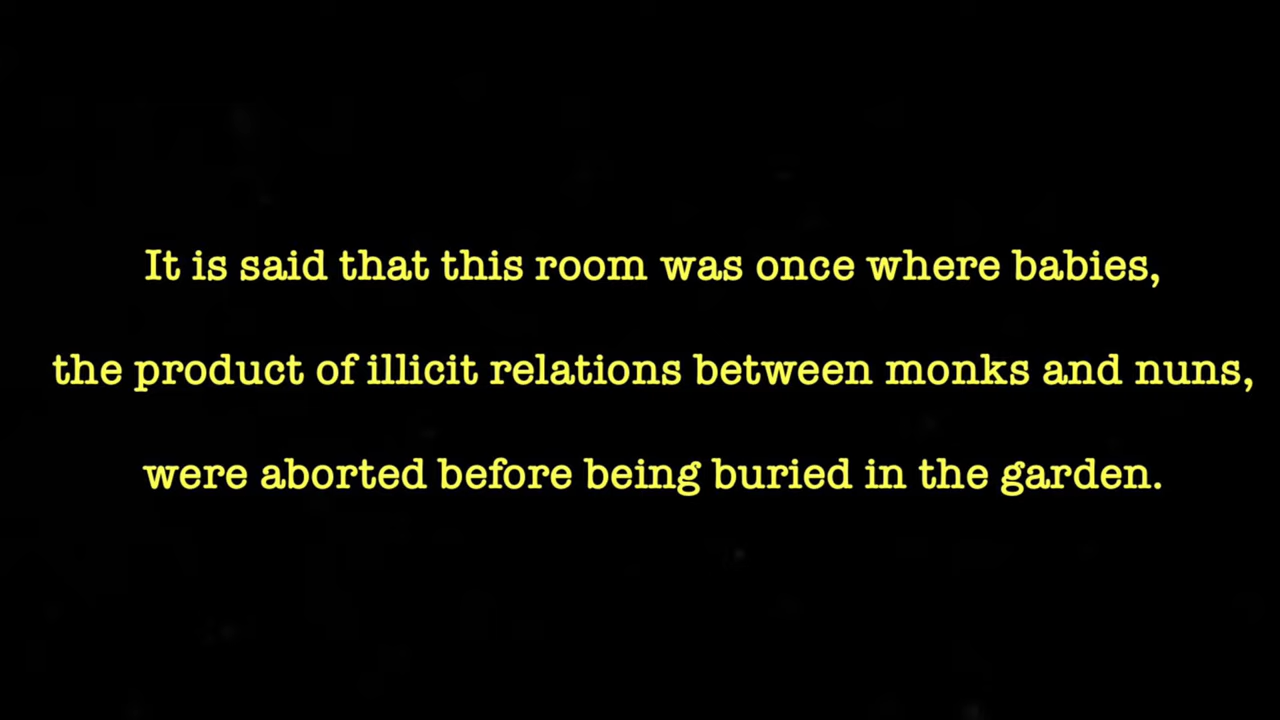 It is said that this room was once where babies,
the product of illicit relations between monks and nuns,
were aborted before being buried in the garden.